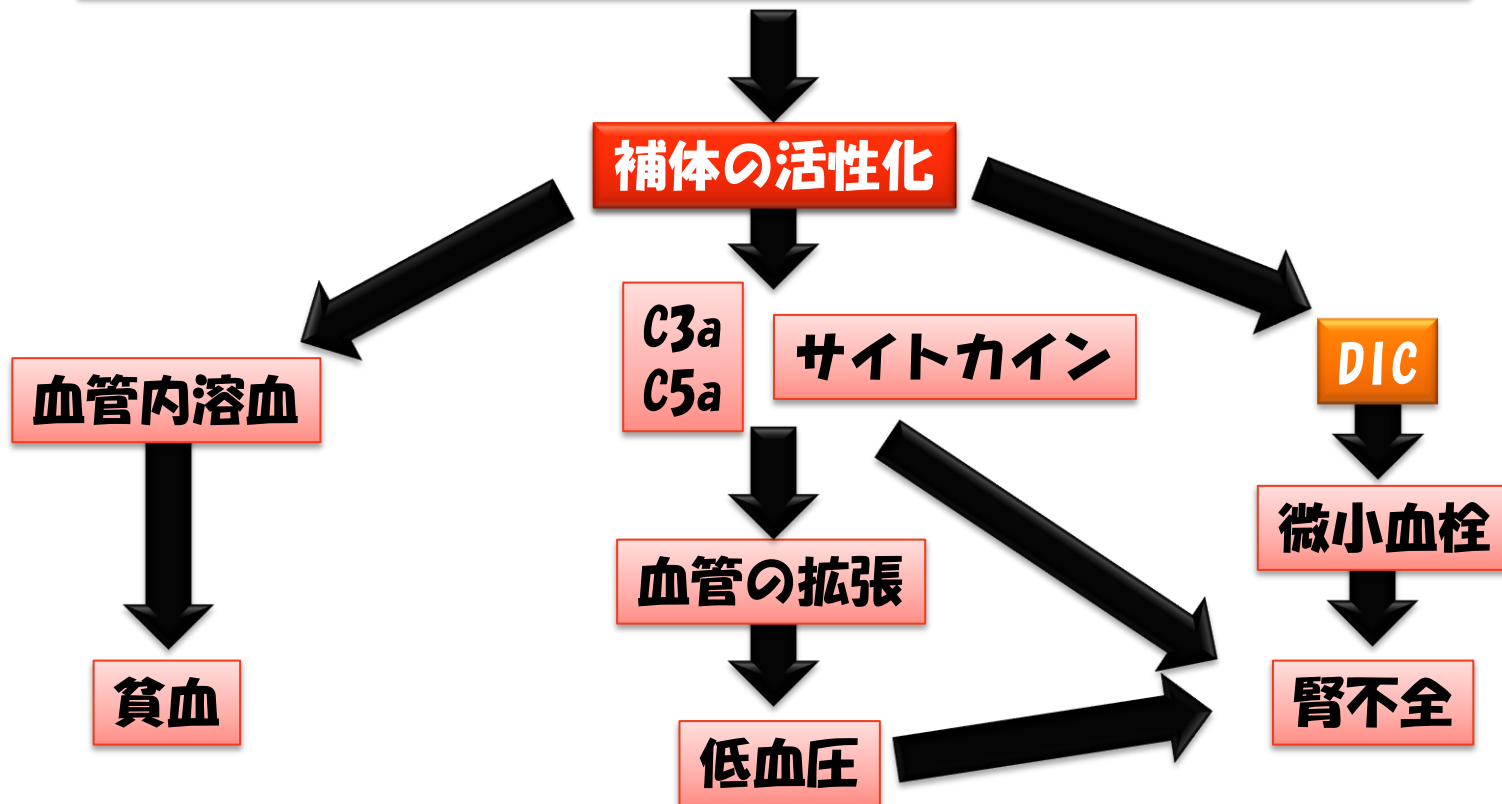 補体の活性化
C3a
C5a
サイトカイン
DIC
血管内溶血
微小血栓
血管の拡張
貧血
腎不全
低血圧